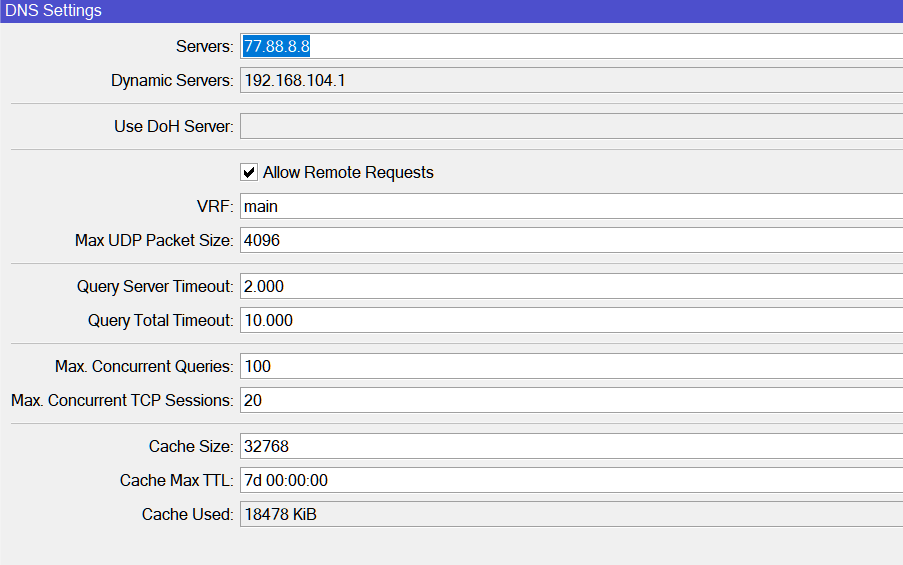 DNS Settings
Servers: 77.88.8.8
Dynamic Servers: 192.168.104.1
Use DoH Server:
Allow Remote Requests
VRF: main
Max UDP Packet Size: 4096
Query Server Timeout: 2.000
Query Total Timeout: 10.000
Max. Concurrent Queries: 100
Max. Concurrent TCP Sessions: 20
Cache Size: 32768
Cache Max TTL: 7d 00:00:00
Cache Used: 18478 KiB